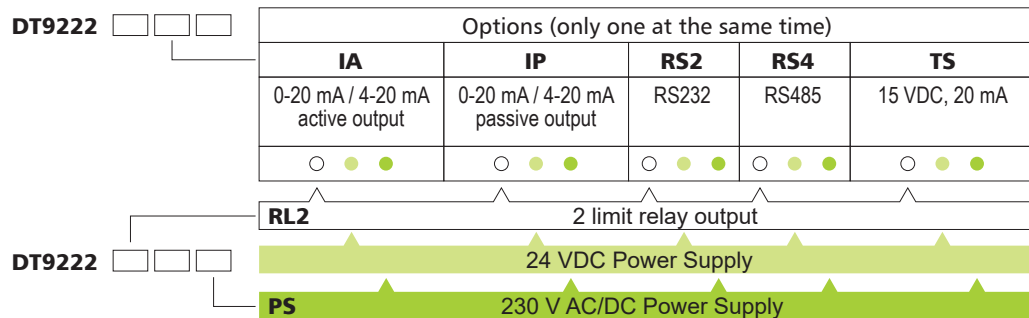 DT9222
Options (only one at the same time)
IA IP RS2 RS4 TS
0-20 mA / 4-20 mA active output
0-20 mA / 4-20 mA passive output
RS232
RS485
15 VDC, 20 mA
RL2 2 limit relay output
DT9222
24 VDC Power Supply
PS 230 V AC/DC Power Supply